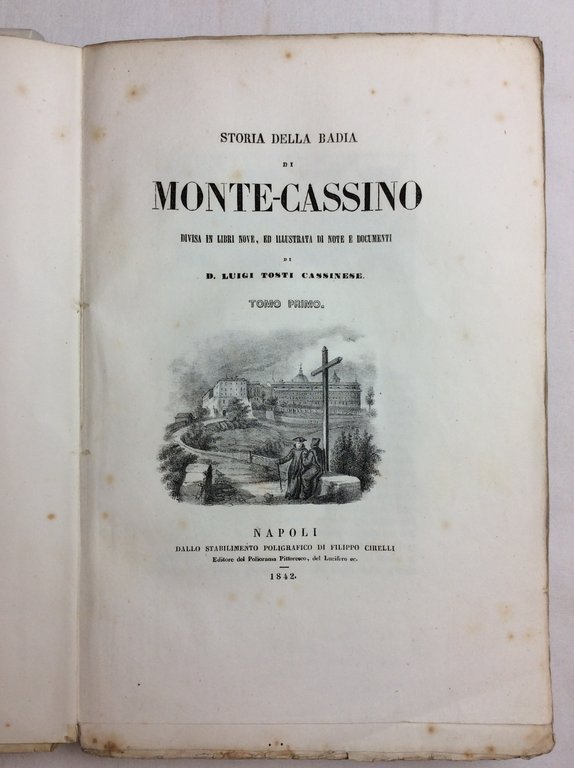 STORIA DELLA BADIA
DI
MONTE-CASSINO
DIVISA IN LIBRI NOVE, ED ILLUSTRATA DI NOTE E DOCUMENTI
DI
D. LUIGI TOSTI CASSINESE.
TOMO PRIMO.
NAPOLI
DALLO STABILIMENTO POLIGRAFICO DI FILIPPO CIRELLI
Editore del Poliorama Pittoresco, del Lucifero ec.
1842.